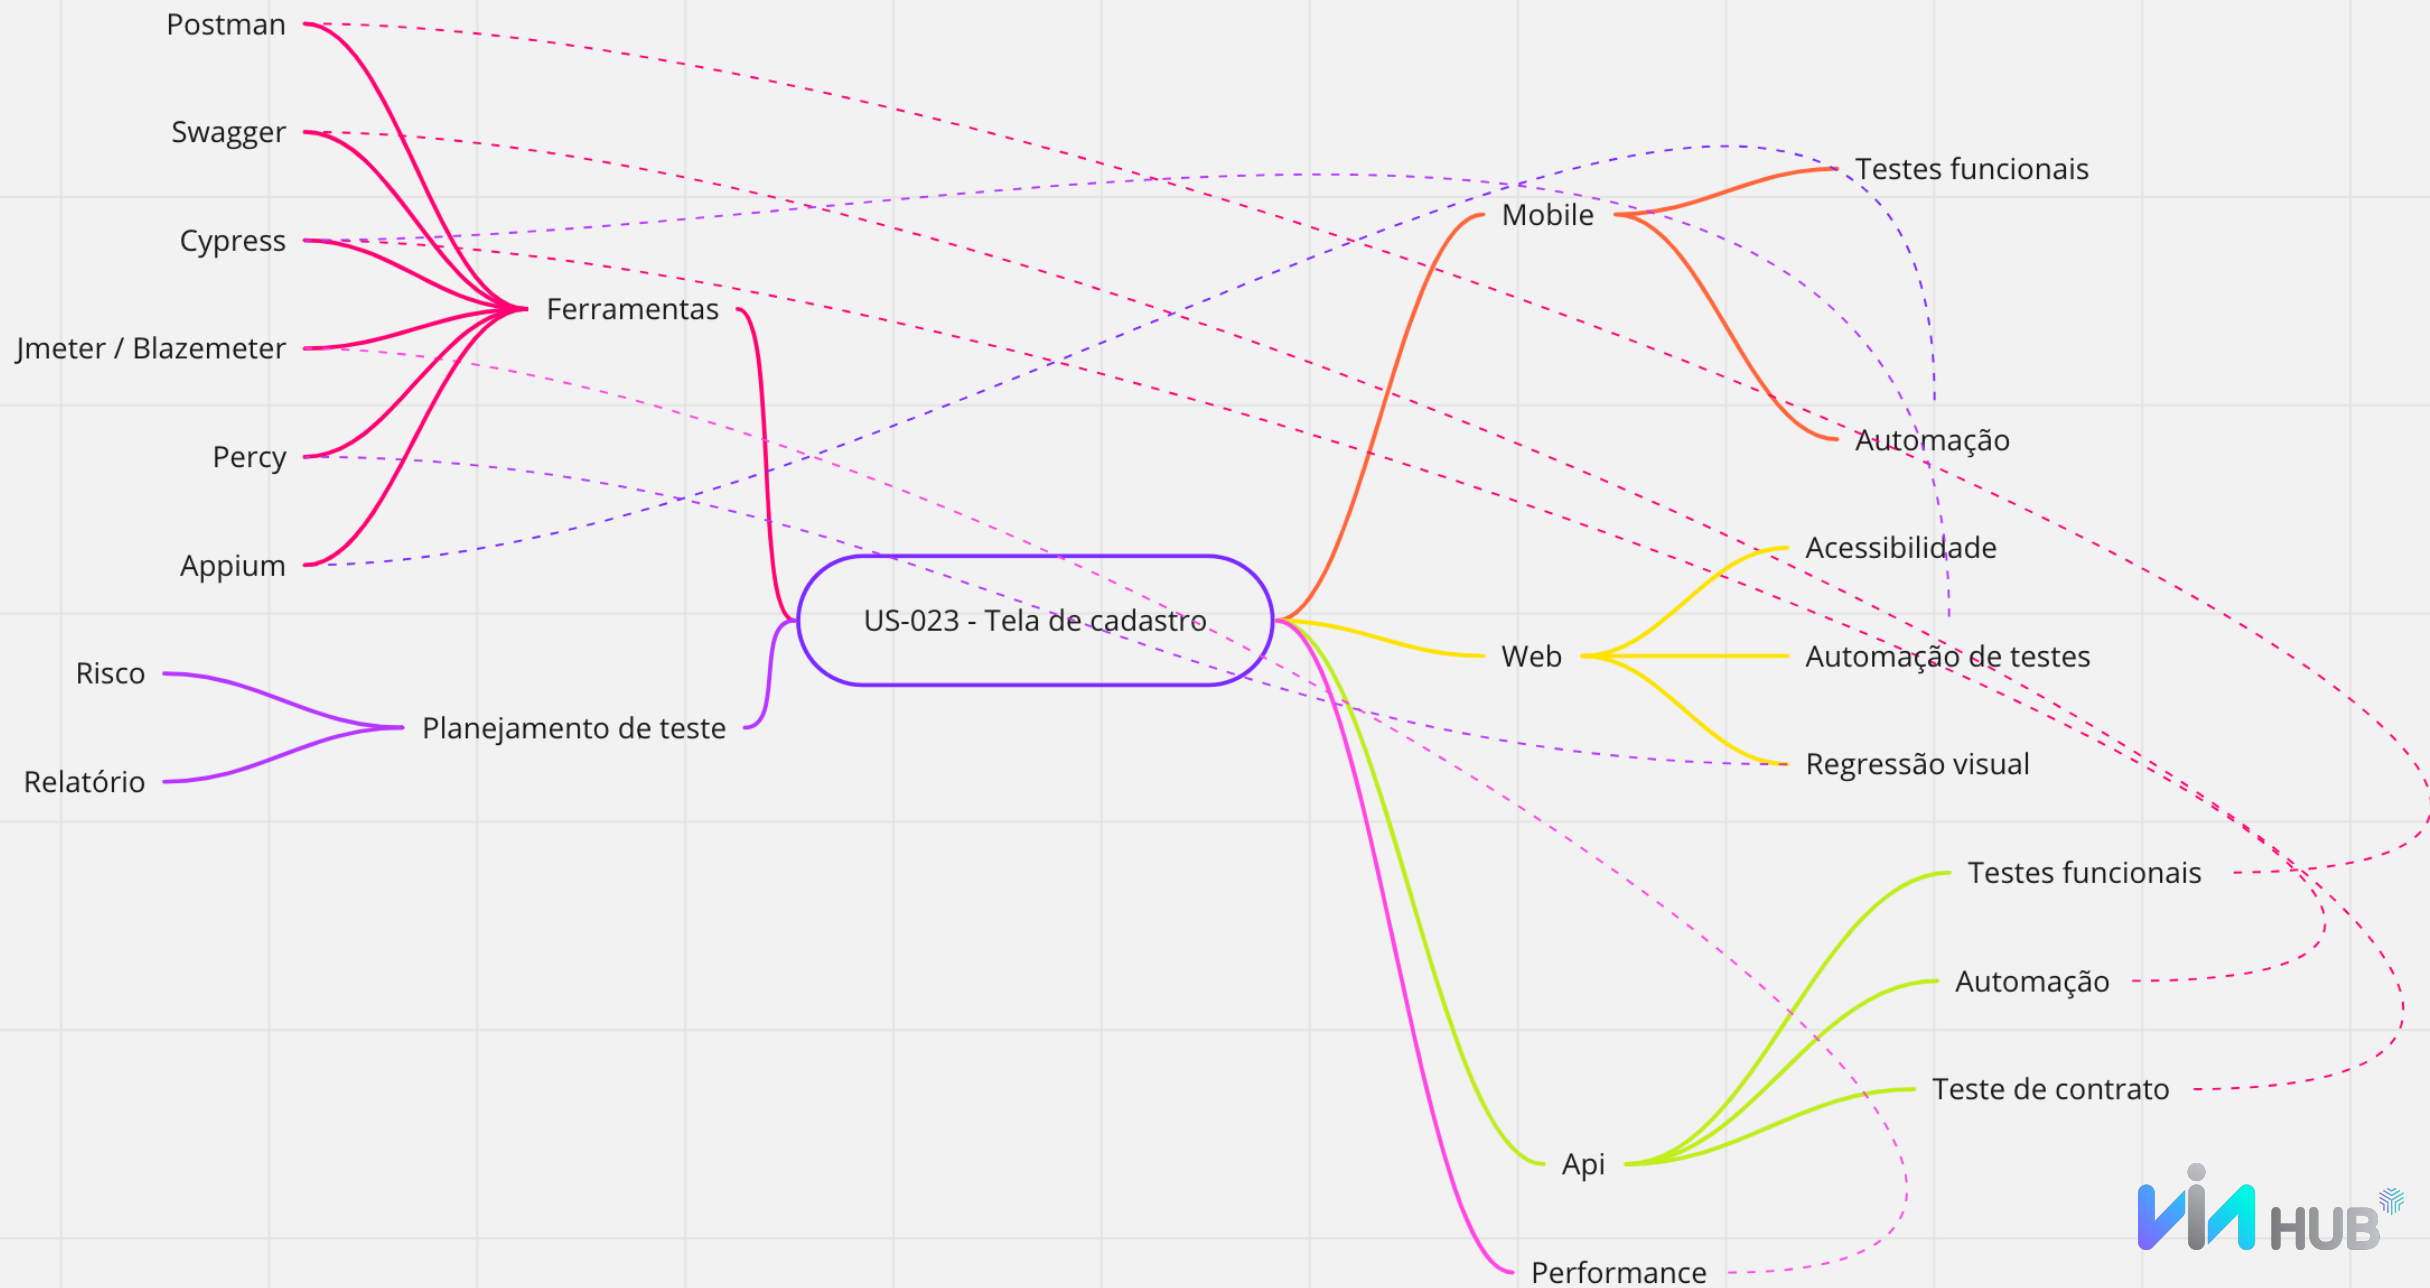 Postman
Swagger
Cypress
Jmeter / Blazemeter
Percy
Appium
Ferramentas
Risco
Relatório
Planejamento de teste
US-023 - Tela de cadastro
Mobile
Testes funcionais
Automação
Web
Acessibilidade
Automação de testes
Regressão visual
Api
Testes funcionais
Automação
Teste de contrato
Performance
VIA HUB